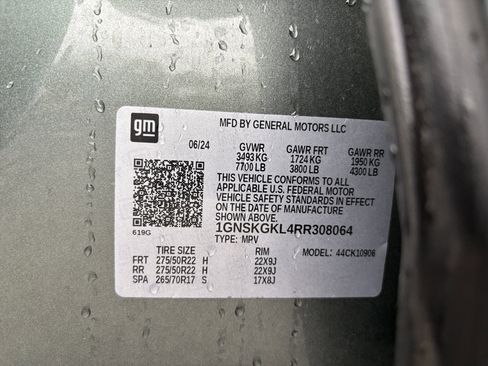 gm
MFD BY GENERAL MOTORS LLC
06/24 GVWR GAWR FRT GAWR RR
3493 KG 1724 KG 1950 KG
7700 LB 3800 LB 4300 LB
THIS VEHICLE CONFORMS TO ALL
APPLICABLE U.S. FEDERAL MOTOR
VEHICLE SAFETY STANDARDS IN EFFECT
ON THE DATE OF MANUFACTURE
SHOWN ABOVE.
619G 1GNSKGKL4RR308064
TYPE: MPV
TIRE SIZE RIM MODEL: 44CK10906
FRT 275/50R22 H 22X9J
RR 275/50R22 H 22X9J
SPA 265/70R17 S 17X8J